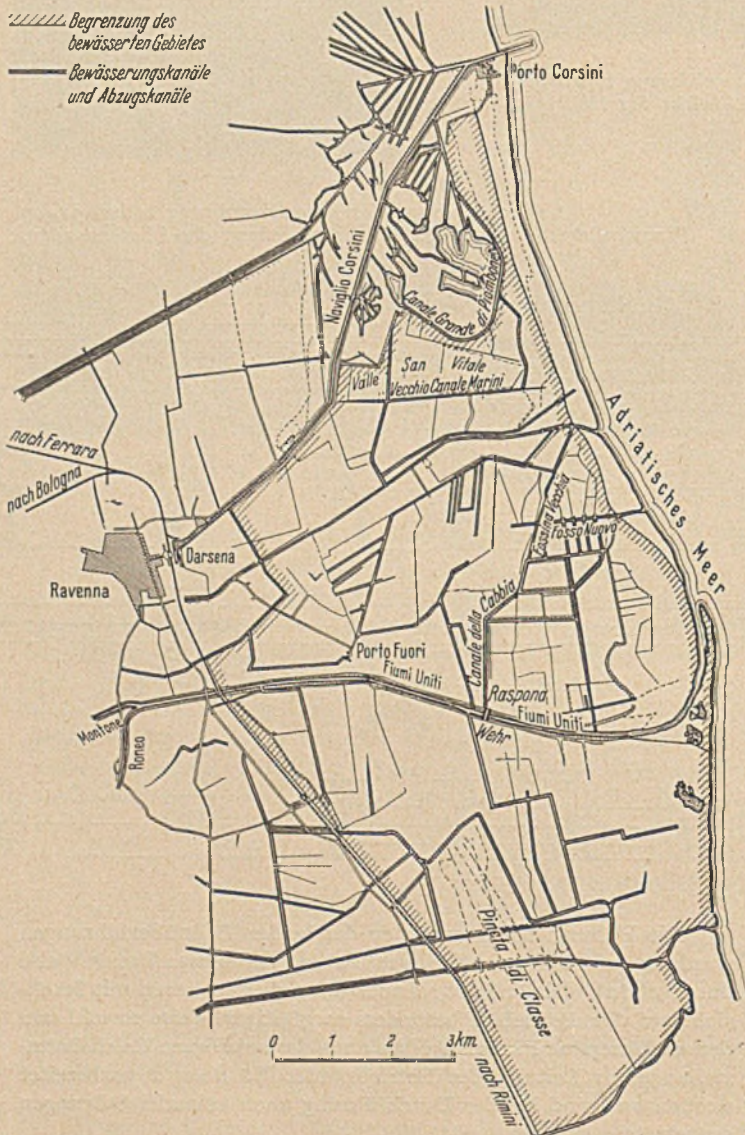 Begrenzung des
bewässerten Gebietes
Bewässerungskanäle
und Abzugskanäle
Porto Corsini
Naviglio Corsini
Canale Grande di Piombone
Valle San Vitale
Vecchio Canale Marini
Adriatisches Meer
nach Ferrara
nach Bologna
Fossina Vecchia
Fosso Nuovo
Darsena
Ravenna
Canale della Cabbia
Porto Fuori
Fiumi Uniti
Raspona
Fiumi Uniti
Montone
Wehr
Ronco
Pineta di Classe
0 1 2 3km
nach Rimini